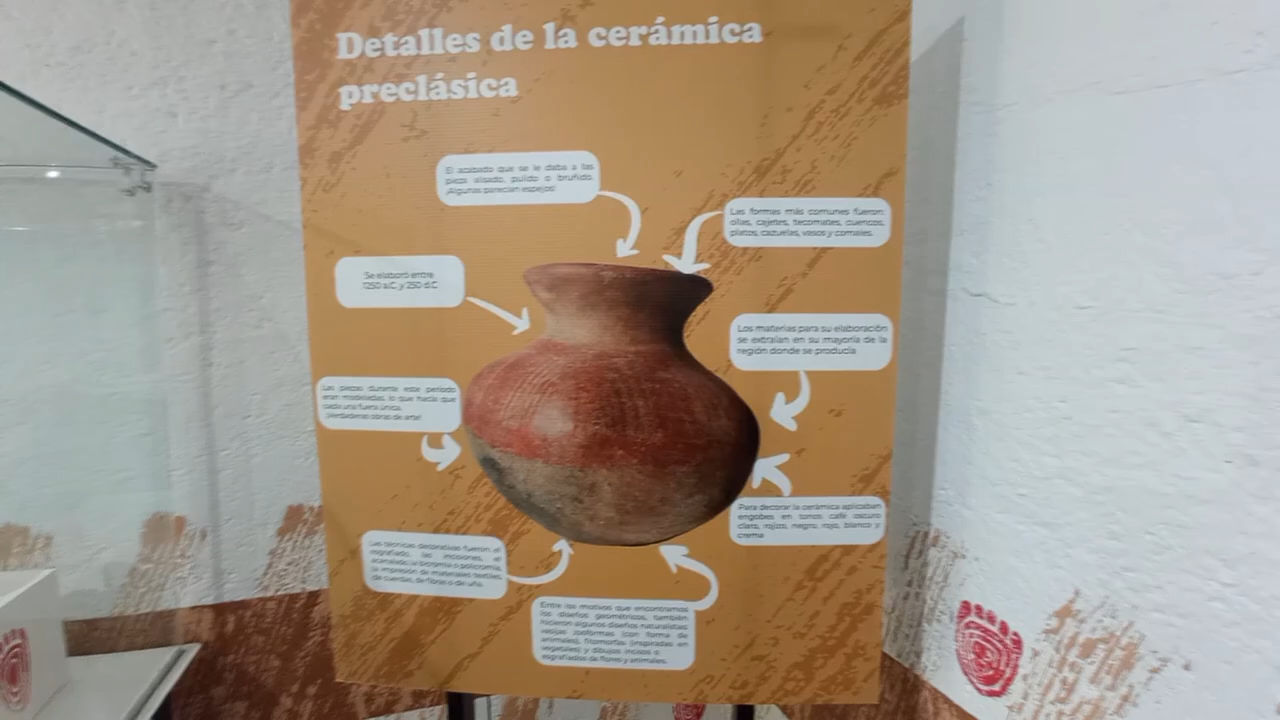 Detalles de la cerámica
preclásica
El acabado que se le daba a las
pieza alisado, pulido o bruñido.
¡Algunas parecían espejos!
Las formas más comunes fueron:
ollas, cajetes, tecomates, cuencos,
platos, cazuelas, vasos y comales.
Se elaboró entre
1250 a.C. y 250 d.C
Los materias para su elaboración
se extraían en su mayoría de la
región donde se producía
Las piezas durante este periodo
eran modeladas, lo que hacía que
cada una fuera única.
¡Verdaderas obras de arte!
Para decorar la cerámica aplicaban
engobes en tonos café oscuro
claro, rojizo, negro, rojo, blanco y
crema
Las técnicas decorativas fueron el
esgrafiado, las incisiones, el
acanalado, la bicromía o policromía,
la impresión de materiales textiles,
de cuerdas, de fibras o de uña.
Entre los motivos que encontramos
los diseños geométricos, también
hicieron algunos diseños naturalistas:
vasijas zoomorfas (con forma de
animales), fitomorfas (inspiradas en
vegetales) y dibujos incisos o
esgrafiados de flores y animales.